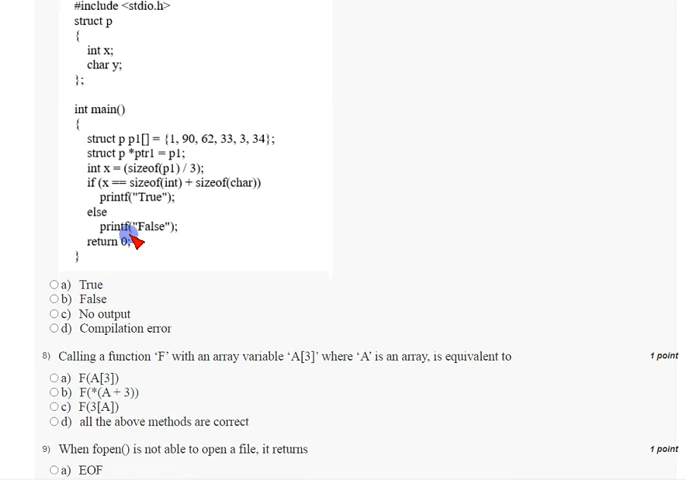 #include <stdio.h>
struct p
{
int x;
char y;
};
int main()
{
struct p p1[] = {1, 90, 62, 33, 3, 34};
struct p *ptr1 = p1;
int x = (sizeof(p1) / 3);
if (x == sizeof(int) + sizeof(char))
printf("True");
else
printf("False");
return 0;
}
a) True
b) False
c) No output
d) Compilation error
8) Calling a function ‘F’ with an array variable ‘A[3]’ where ‘A’ is an array, is equivalent to 1 point
a) F(A[3])
b) F(*(A + 3))
c) F(3[A])
d) all the above methods are correct
9) When fopen() is not able to open a file, it returns 1 point
a) EOF